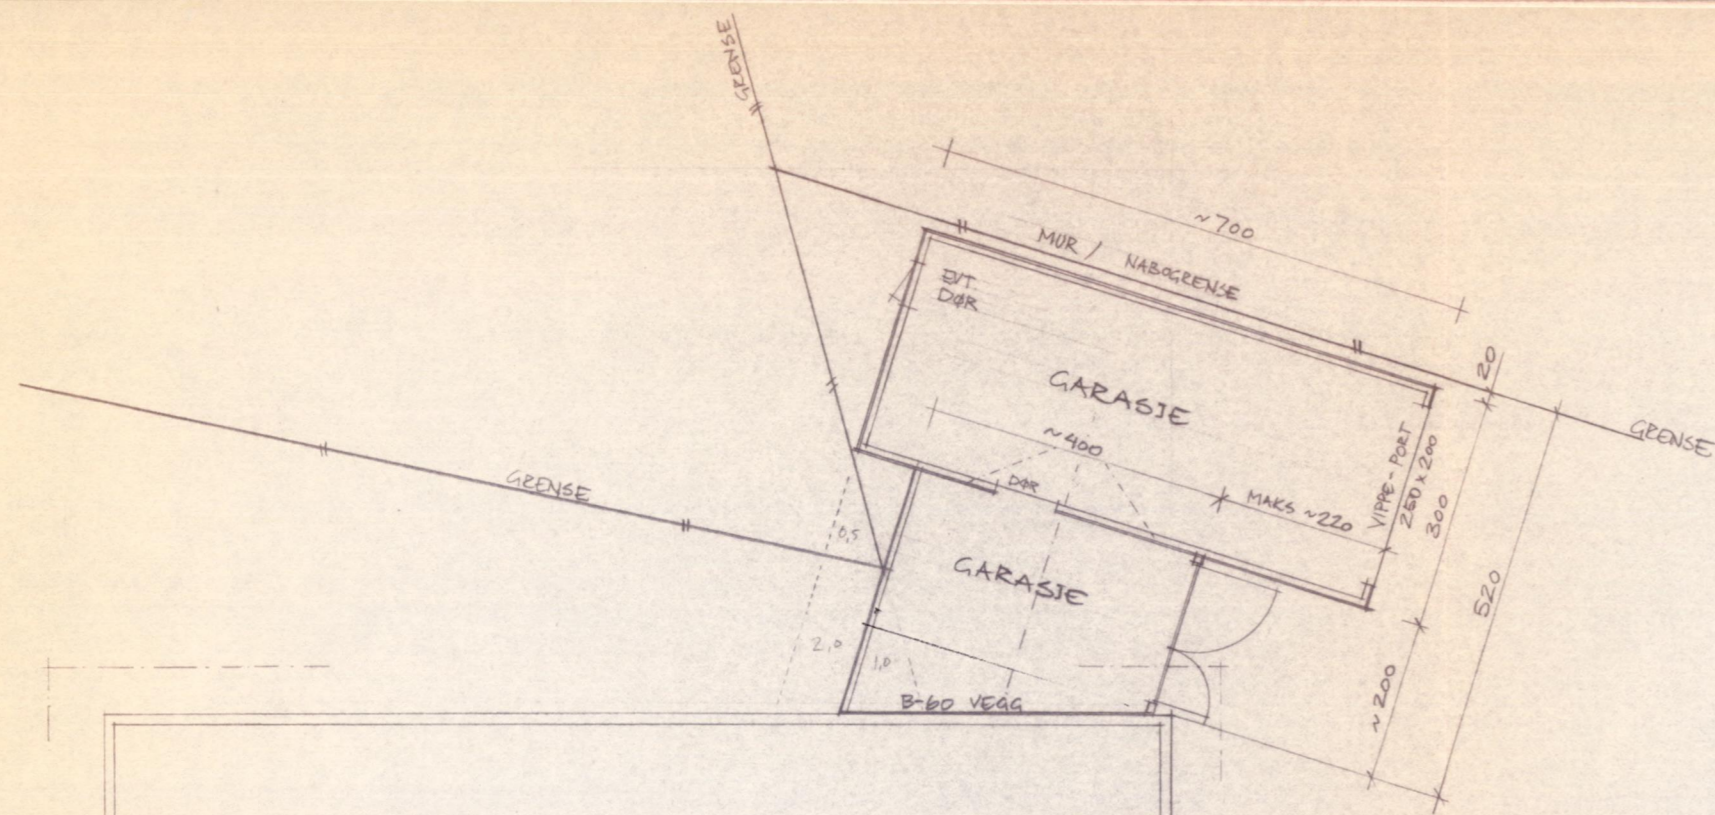 GRENSE
~700
MUR / NABOGRENSE
EVT.
DØR
20
GARASJE
GRENSE
~400
VIPPE-PORT
250 x 200
300
DØR
MAKS ~220
GRENSE
0,5
GARASJE
520
2,0
1,0
~200
B-60 VEGG